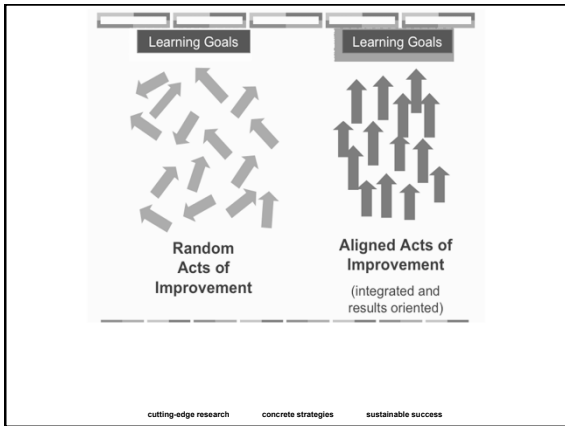 Learning Goals
Learning Goals
Random
Acts of
Improvement
Aligned Acts of
Improvement
(integrated and
results oriented)
cutting-edge research concrete strategies sustainable success